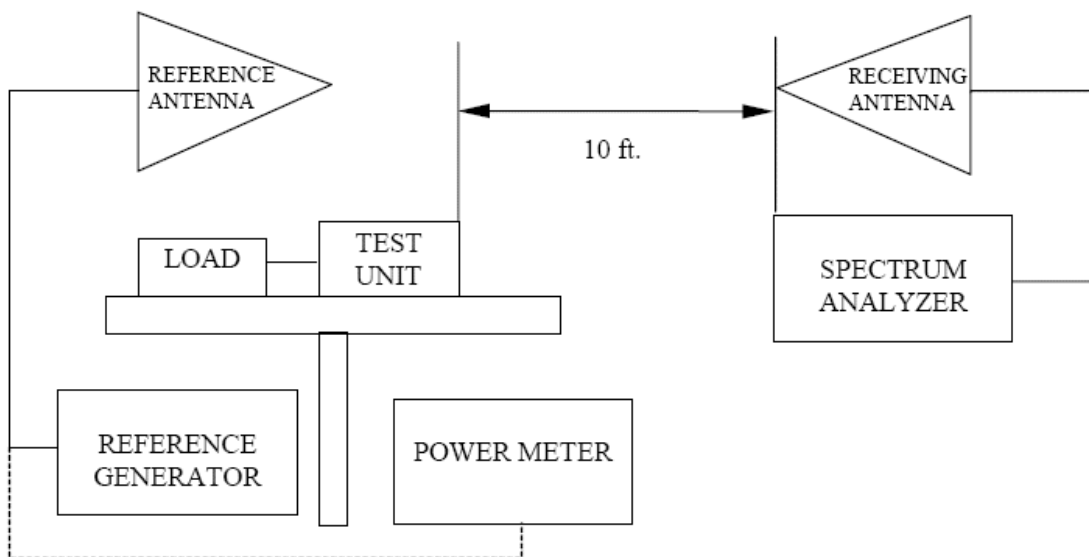 REFERENCE
ANTENNA
RECEIVING
ANTENNA
10 ft.
LOAD
TEST
UNIT
SPECTRUM
ANALYZER
REFERENCE
GENERATOR
POWER METER